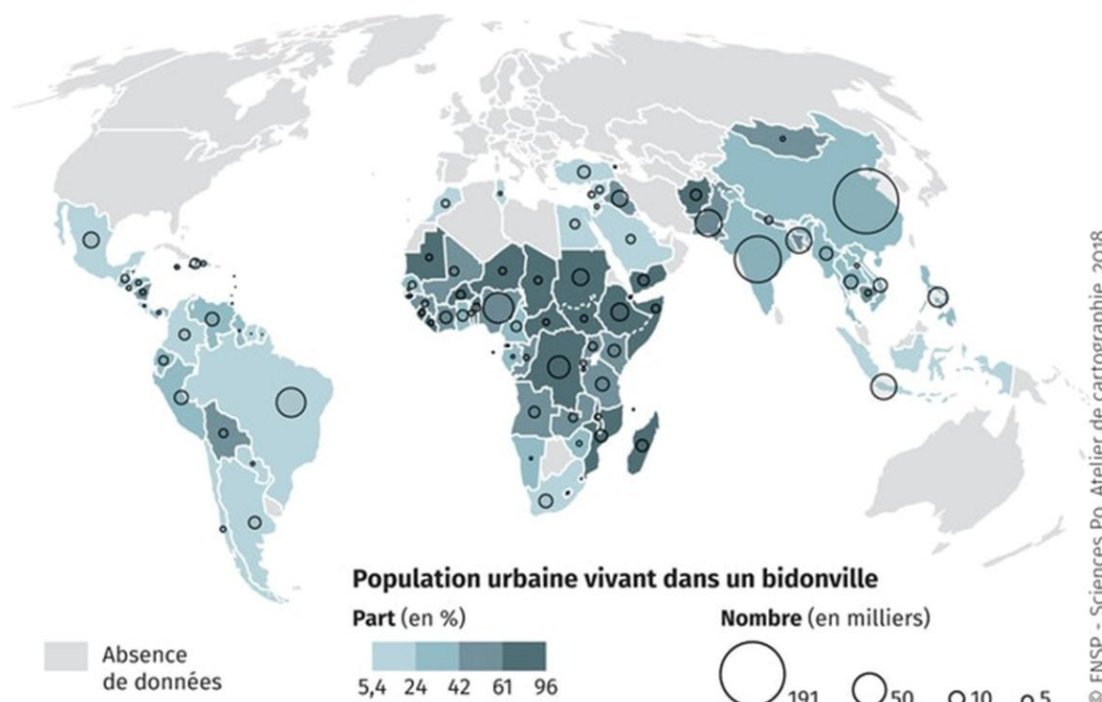 Population urbaine vivant dans un bidonville
Part (en %)
5,4 24 42 61 96
Nombre (en milliers)
191 50 10 5
Absence
de données
© FNSP - Sciences Po, Atelier de cartographie, 2018